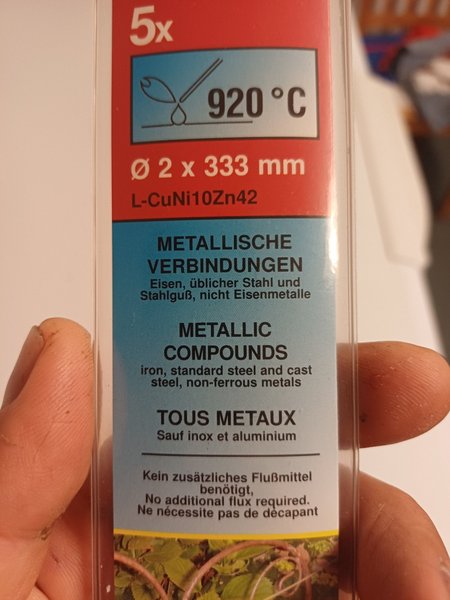 5x
920 °C
Ø 2 x 333 mm
L-CuNi10Zn42
METALLISCHE
VERBINDUNGEN
Eisen, üblicher Stahl und
Stahlguß, nicht Eisenmetalle
METALLIC
COMPOUNDS
iron, standard steel and cast
steel, non-ferrous metals
TOUS METAUX
Sauf inox et aluminium
Kein zusätzliches Flußmittel
benötigt,
No additional flux required.
Ne nécessite pas de décapant